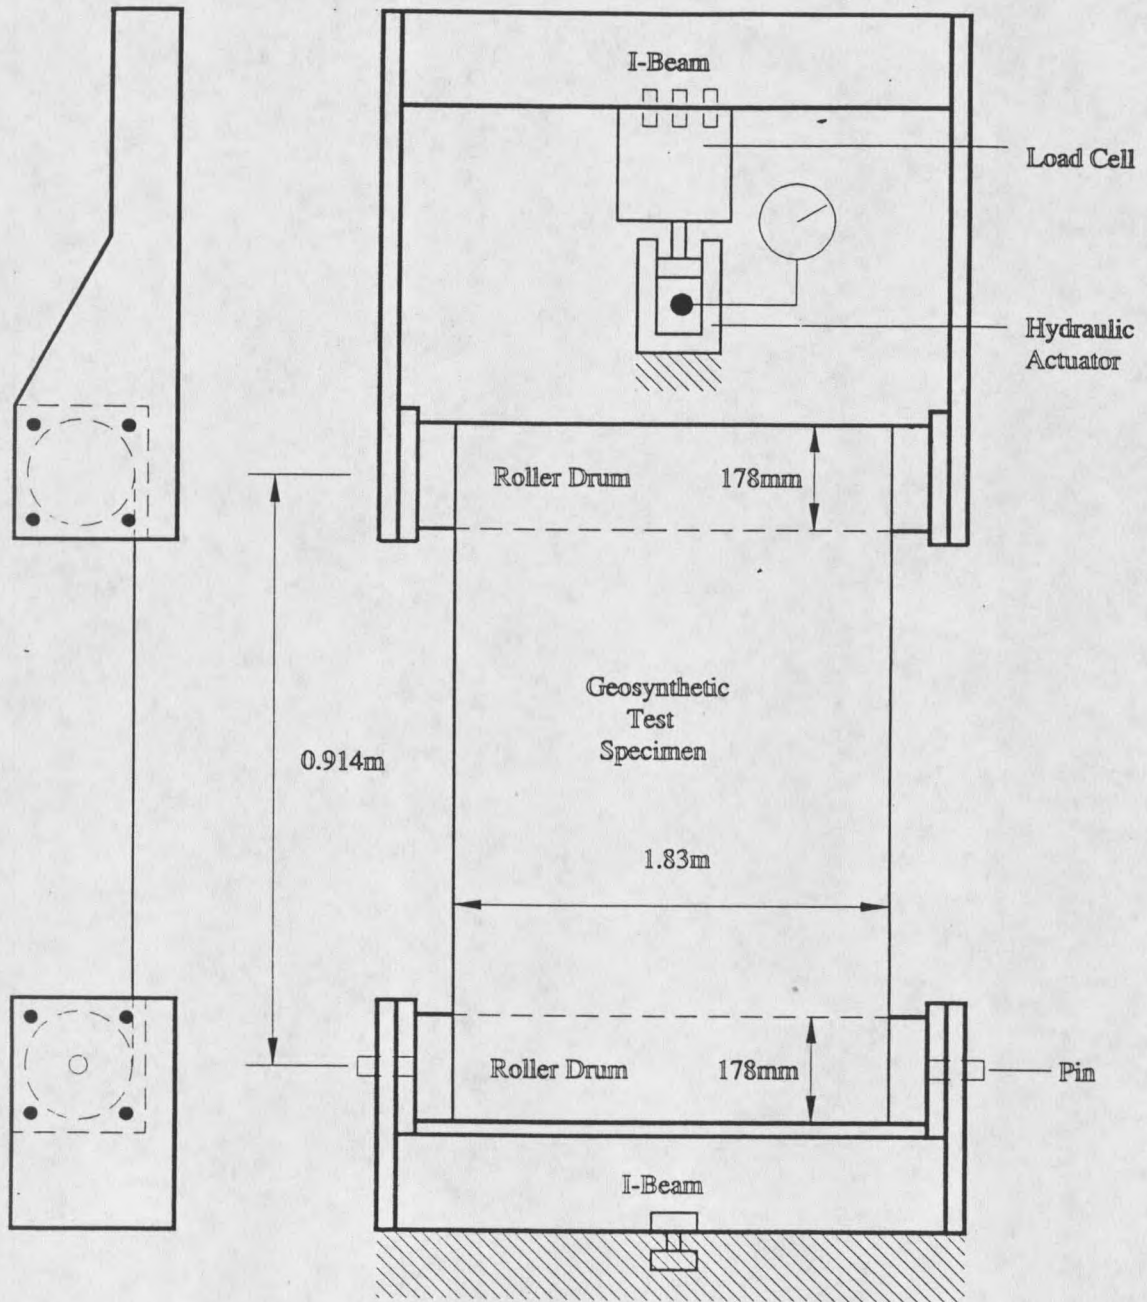 I-Beam
Load Cell
Hydraulic
Actuator
Roller Drum
178mm
Geosynthetic
Test
Specimen
0.914m
1.83m
Roller Drum
178mm
Pin
I-Beam